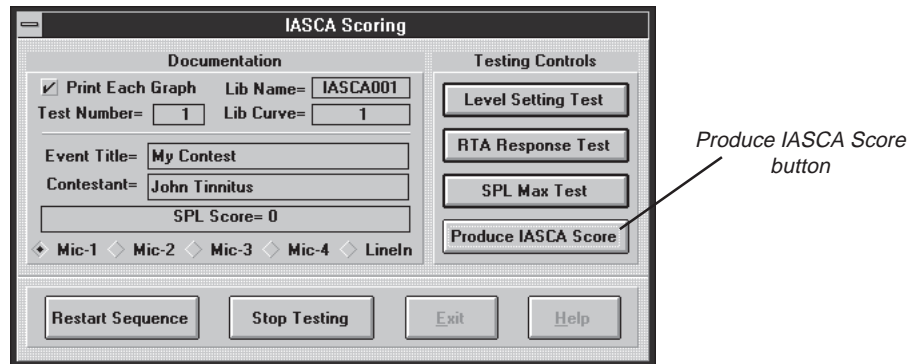 IASCA Scoring
Documentation
Print Each Graph Lib Name= IASCA001
Test Number= 1 Lib Curve= 1
Event Title= My Contest
Contestant= John Tinnitus
SPL Score= 0
Mic-1 Mic-2 Mic-3 Mic-4 LineIn
Testing Controls
Level Setting Test
RTA Response Test
SPL Max Test
Produce IASCA Score
Restart Sequence Stop Testing Exit Help
Produce IASCA Score
button